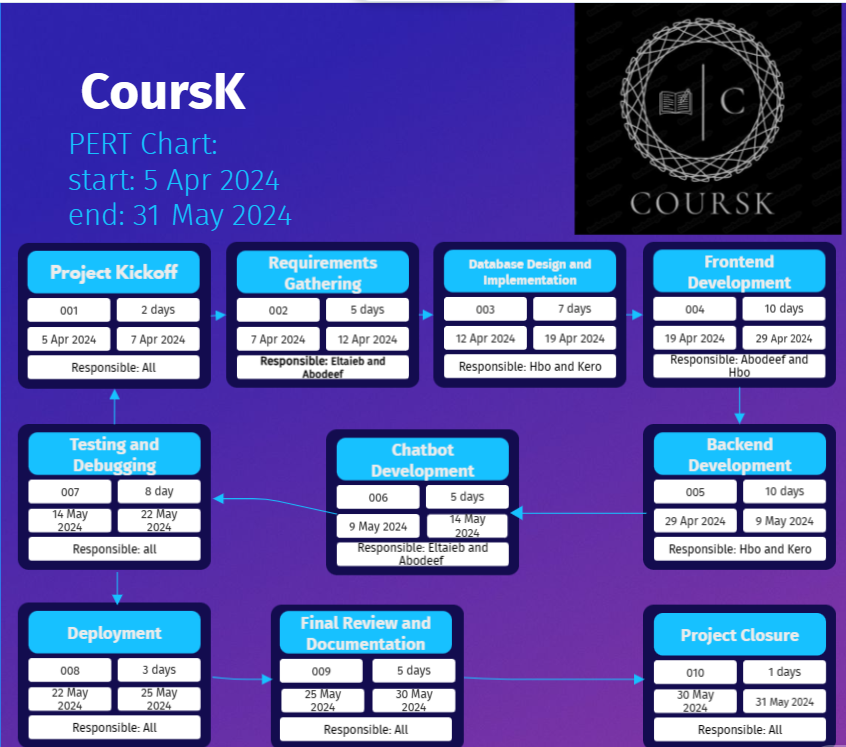 CoursK
PERT Chart:
start: 5 Apr 2024
end: 31 May 2024
C
COURSK
Project Kickoff
001
2 days
5 Apr 2024
7 Apr 2024
Responsible: All
Requirements
Gathering
002
5 days
7 Apr 2024
12 Apr 2024
Responsible: Eltaieb and
Abodeef
Database Design and
Implementation
003
7 days
12 Apr 2024
19 Apr 2024
Responsible: Hbo and Kero
Frontend
Development
004
10 days
19 Apr 2024
29 Apr 2024
Responsible: Abodeef and
Hbo
Testing and
Debugging
007
8 day
14 May
2024
22 May
2024
Responsible: all
Chatbot
Development
006
5 days
9 May 2024
14 May
2024
Responsible: Eltaieb and
Abodeef
Backend
Development
005
10 days
29 Apr 2024
9 May 2024
Responsible: Hbo and Kero
Deployment
008
3 days
22 May
2024
25 May
2024
Responsible: All
Final Review and
Documentation
009
5 days
25 May
2024
30 May
2024
Responsible: All
Project Closure
010
1 days
30 May
2024
31 May 2024
Responsible: All